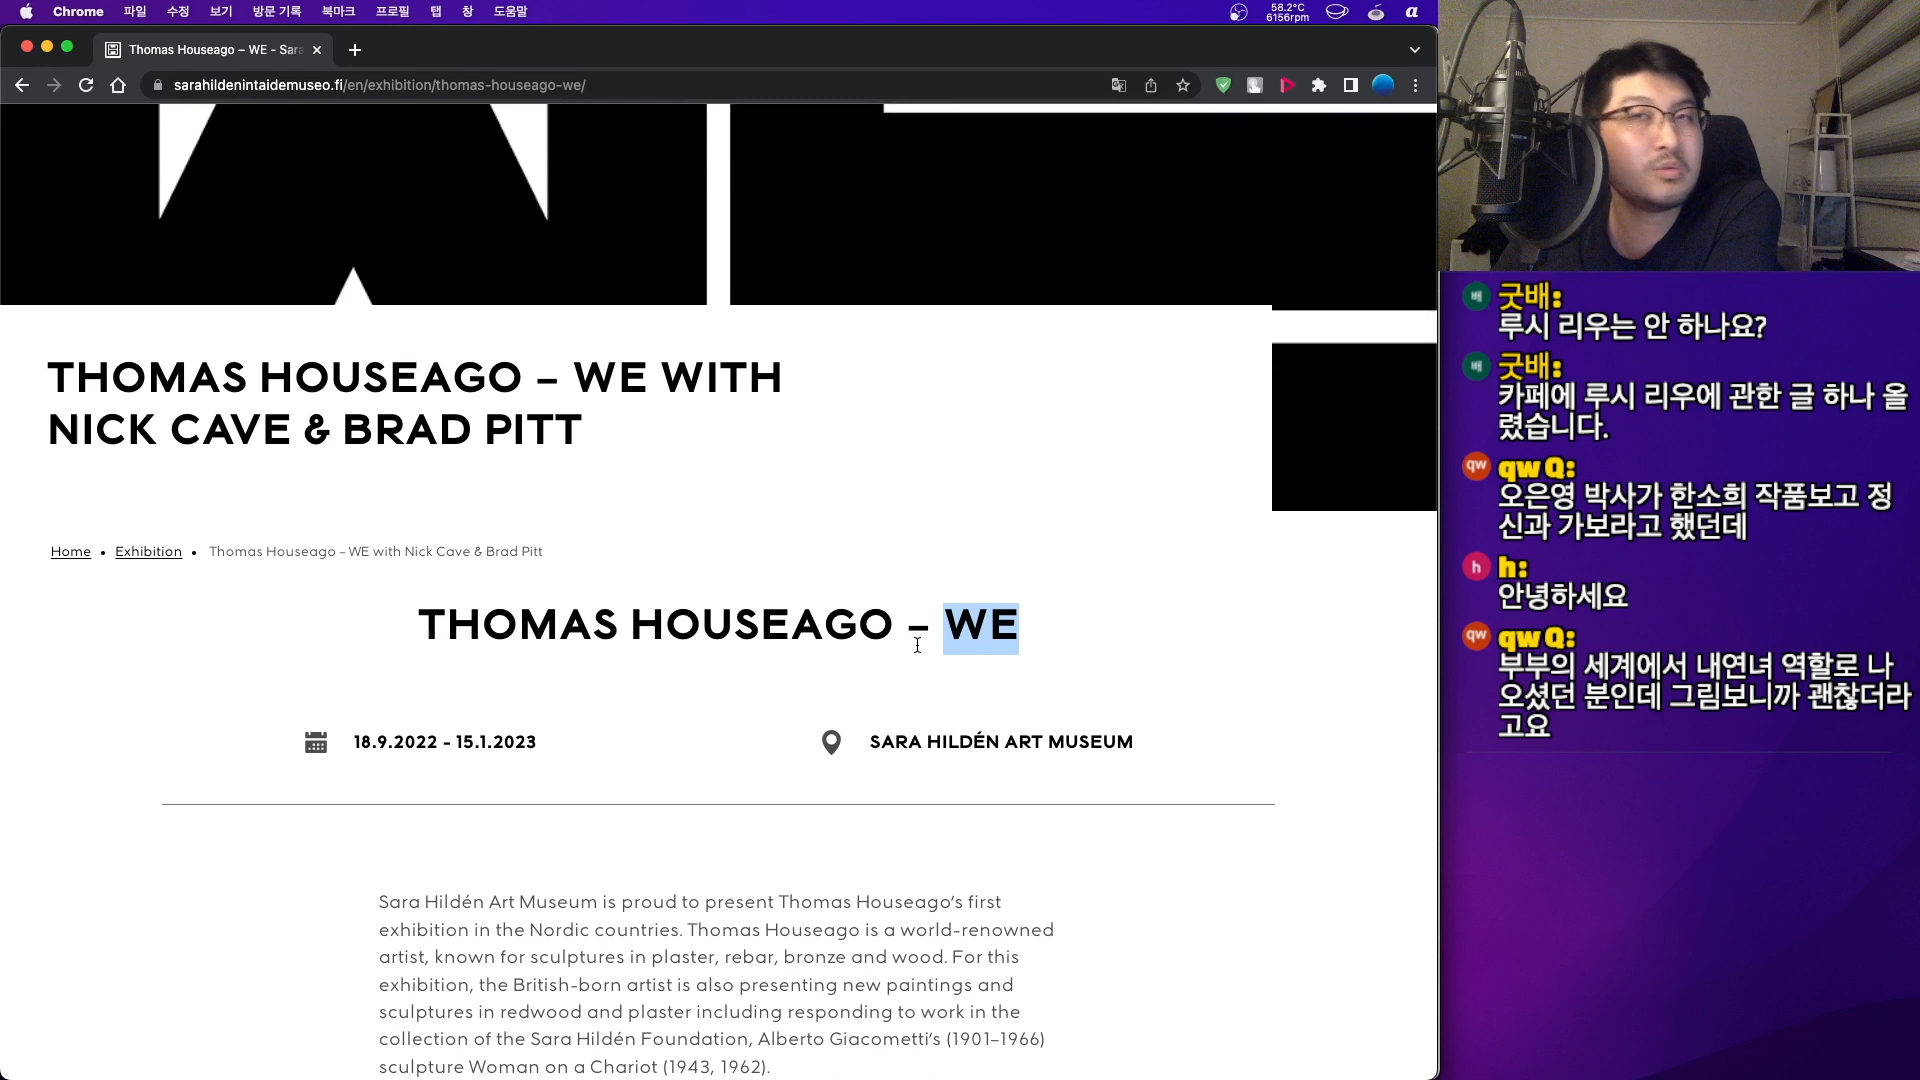 Chrome 파일 수정 보기 방문 기록 북마크 프로필 탭 창 도움말
58.2°C
6156rpm
Thomas Houseago – WE - Sara
sarahildenintaidemuseo.fi/en/exhibition/thomas-houseago-we/
THOMAS HOUSEAGO – WE WITH
NICK CAVE & BRAD PITT
Home • Exhibition • Thomas Houseago – WE with Nick Cave & Brad Pitt
THOMAS HOUSEAGO – WE
18.9.2022 - 15.1.2023
SARA HILDÉN ART MUSEUM
Sara Hildén Art Museum is proud to present Thomas Houseago’s first
exhibition in the Nordic countries. Thomas Houseago is a world-renowned
artist, known for sculptures in plaster, rebar, bronze and wood. For this
exhibition, the British-born artist is also presenting new paintings and
sculptures in redwood and plaster including responding to work in the
collection of the Sara Hildén Foundation, Alberto Giacometti’s (1901–1966)
sculpture Woman on a Chariot (1943, 1962).
배 굿배:
루시 리우는 안 하나요?
배 굿배:
카페에 루시 리우에 관한 글 하나 올
렸습니다.
qw qw Q:
오은영 박사가 한소희 작품보고 정
신과 가보라고 했던데
h h:
안녕하세요
qw qw Q:
부부의 세계에서 내연녀 역할로 나
오셨던 분인데 그림보니까 괜찮더라
고요